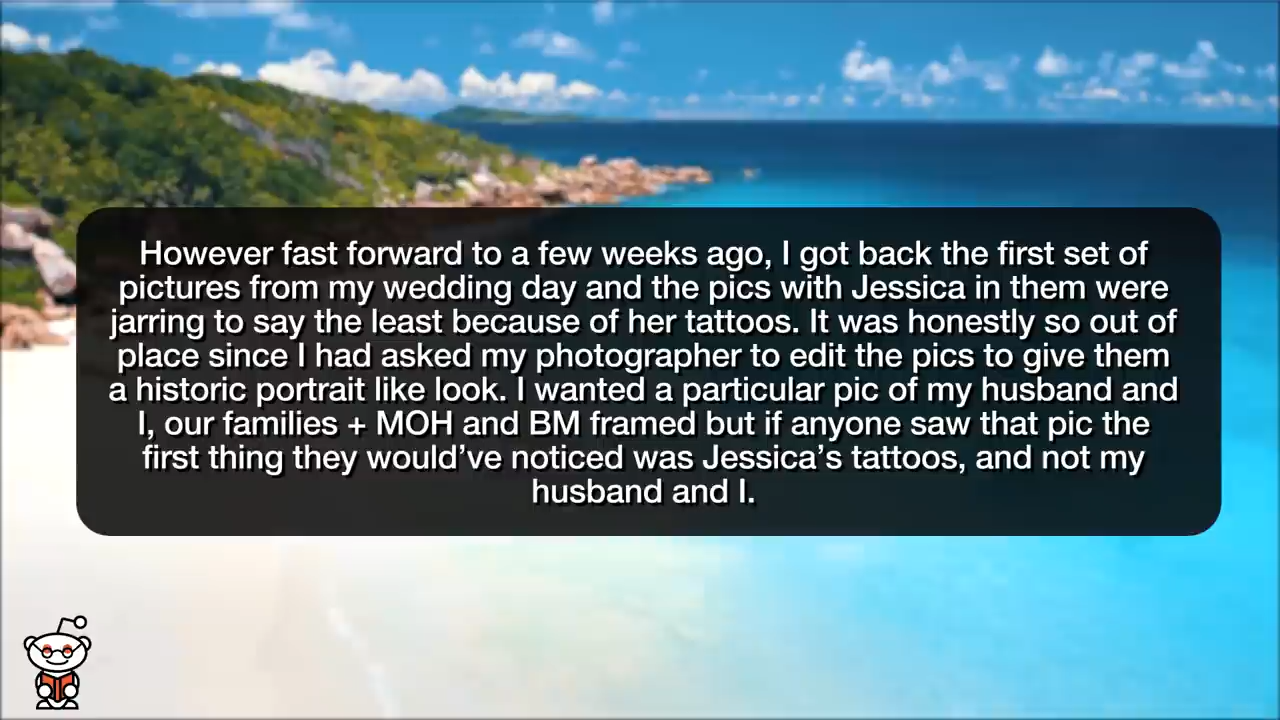 However fast forward to a few weeks ago, I got back the first set of
pictures from my wedding day and the pics with Jessica in them were
jarring to say the least because of her tattoos. It was honestly so out of
place since I had asked my photographer to edit the pics to give them
a historic portrait like look. I wanted a particular pic of my husband and
I, our families + MOH and BM framed but if anyone saw that pic the
first thing they would’ve noticed was Jessica’s tattoos, and not my
husband and I.